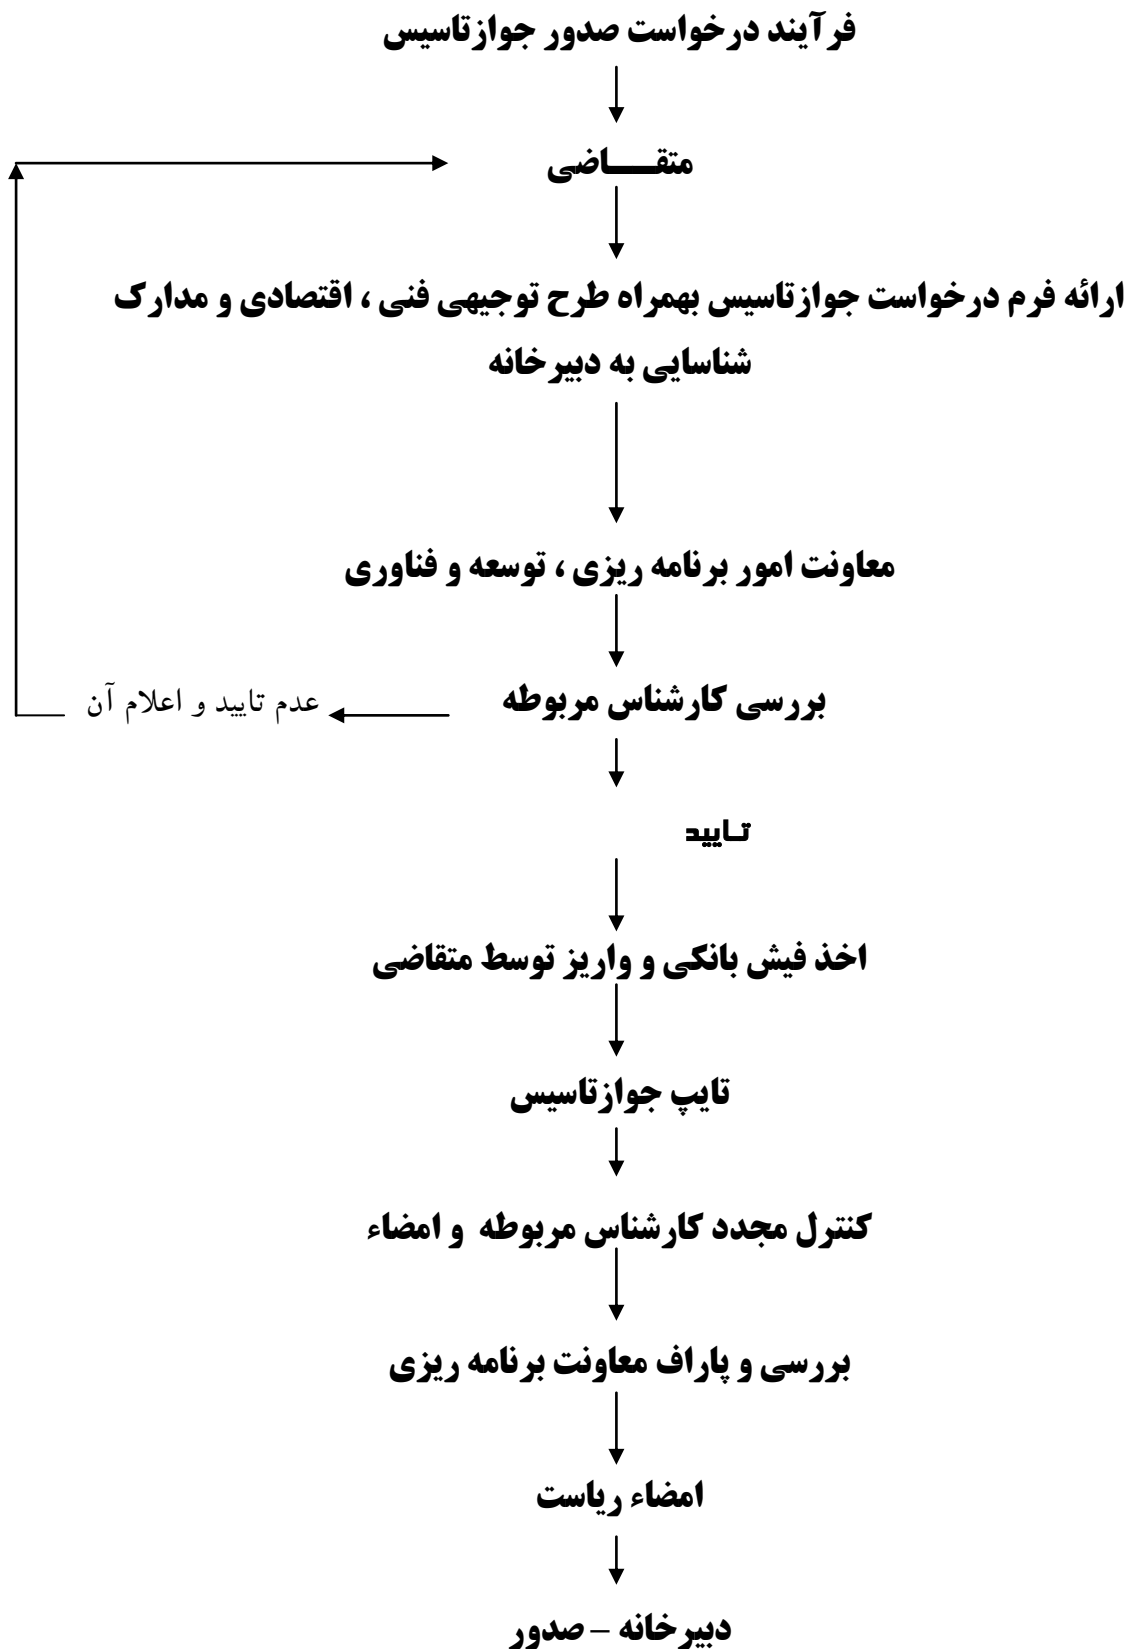 فرآیند درخواست صدور جوازتاسیس
متقـــــاضی
ارائه فرم درخواست جوازتاسیس بهمراه طرح توجیهی فنی ، اقتصادی و مدارک
شناسایی به دبیرخانه
معاونت امور برنامه ریزی ، توسعه و فناوری
بررسی کارشناس مربوطه
عدم تایید و اعلام آن
تـایید
اخذ فیش بانکی و واریز توسط متقاضی
تایپ جوازتاسیس
کنترل مجدد کارشناس مربوطه و امضاء
بررسی و پاراف معاونت برنامه ریزی
امضاء ریاست
دبیرخانه – صدور